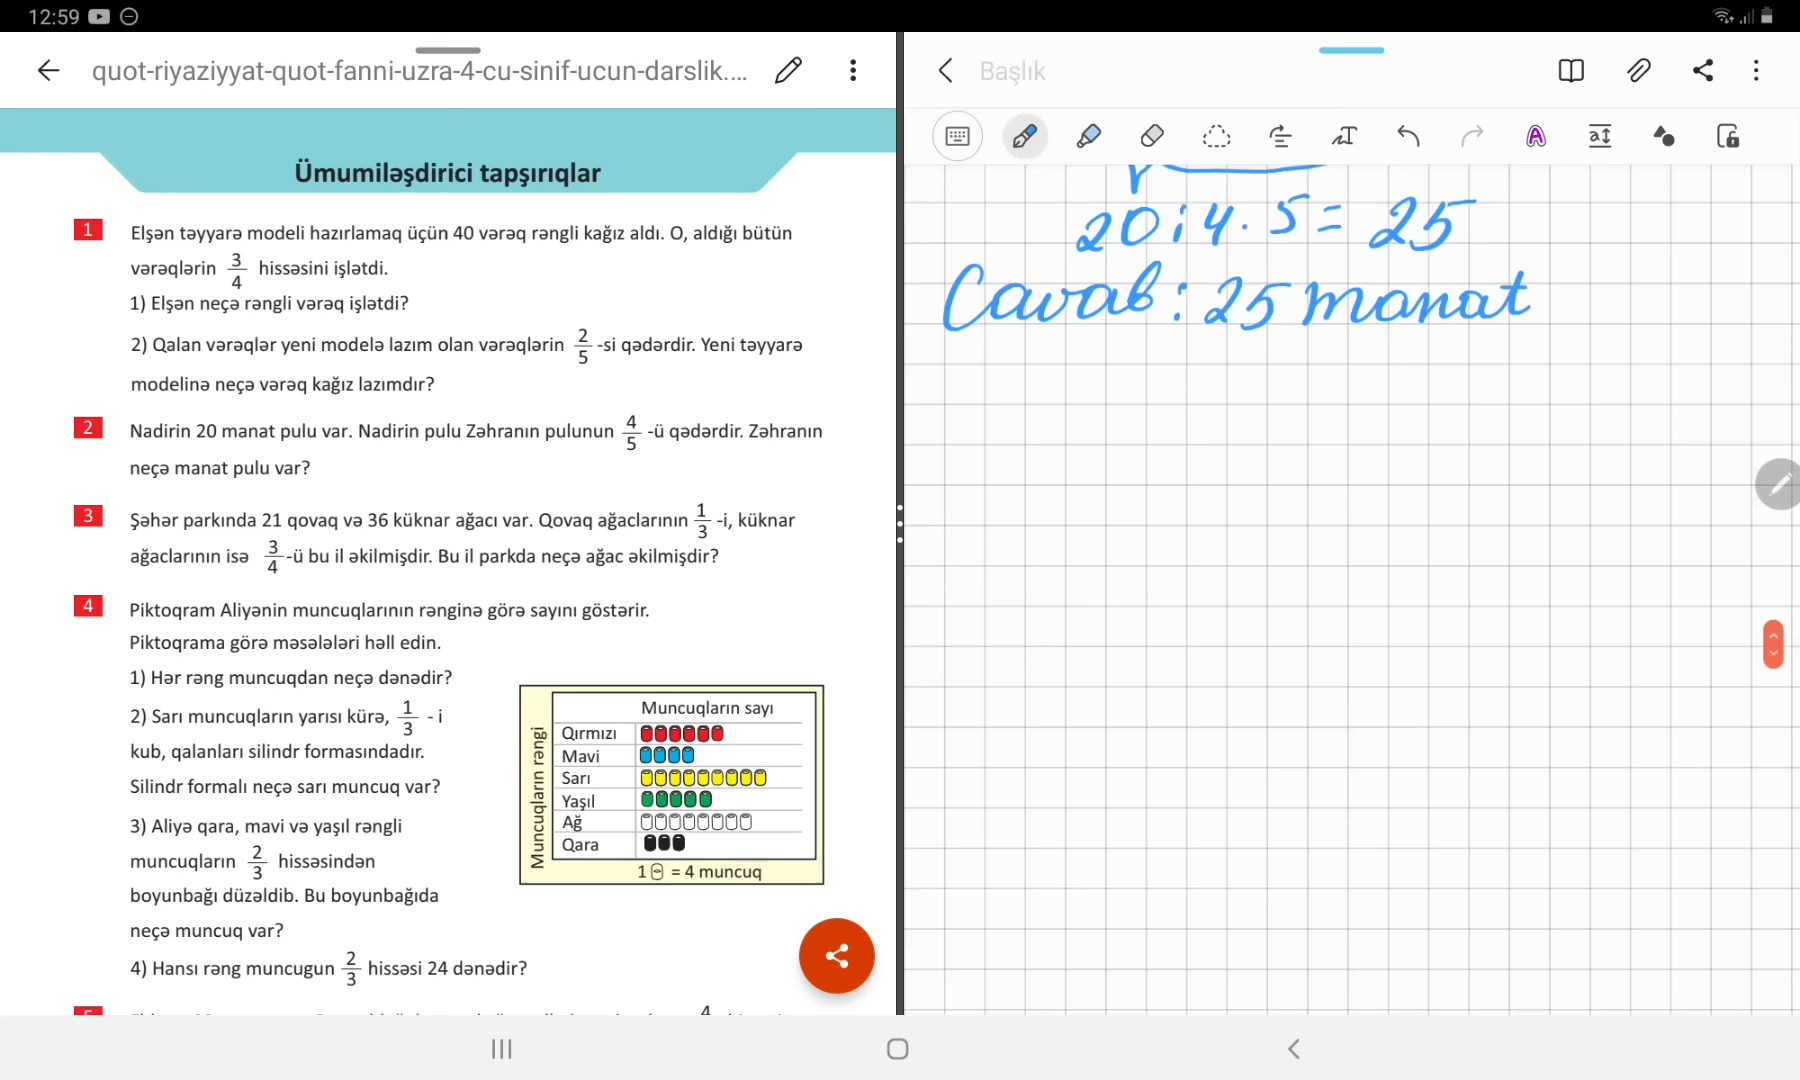 12:59
quot-riyaziyyat-quot-fanni-uzra-4-cu-sinif-ucun-darslik....
Ümumiləşdirici tapşırıqlar
1 Elşən təyyarə modeli hazırlamaq üçün 40 vərəq rəngli kağız aldı. O, aldığı bütün
vərəqlərin 3/4 hissəsini işlətdi.
1) Elşən neçə rəngli vərəq işlətdi?
2) Qalan vərəqlər yeni modelə lazım olan vərəqlərin 2/5 -si qədərdir. Yeni təyyarə
modelinə neçə vərəq kağız lazımdır?
2 Nadirin 20 manat pulu var. Nadirin pulu Zəhranın pulunun 4/5 -ü qədərdir. Zəhranın
neçə manat pulu var?
3 Şəhər parkında 21 qovaq və 36 küknar ağacı var. Qovaq ağaclarının 1/3 -i, küknar
ağaclarının isə 3/4 -ü bu il əkilmişdir. Bu il parkda neçə ağac əkilmişdir?
4 Piktoqram Aliyənin muncuqlarının rənginə görə sayını göstərir.
Piktoqrama görə məsələləri həll edin.
1) Hər rəng muncuqdan neçə dənədir?
2) Sarı muncuqların yarısı kürə, 1/3 - i
kub, qalanları silindr formasındadır.
Silindr formalı neçə sarı muncuq var?
3) Aliyə qara, mavi və yaşıl rəngli
muncuqların 2/3 hissəsindən
boyunbağı düzəldib. Bu boyunbağıda
neçə muncuq var?
4) Hansı rəng muncugun 2/3 hissəsi 24 dənədir?
Muncuqların rəngi
Muncuqların sayı
Qırmızı
Mavi
Sarı
Yaşıl
Ağ
Qara
1 = 4 muncuq
5
4
Başlık
20 : 4 · 5 = 25
Cavab : 25 manat